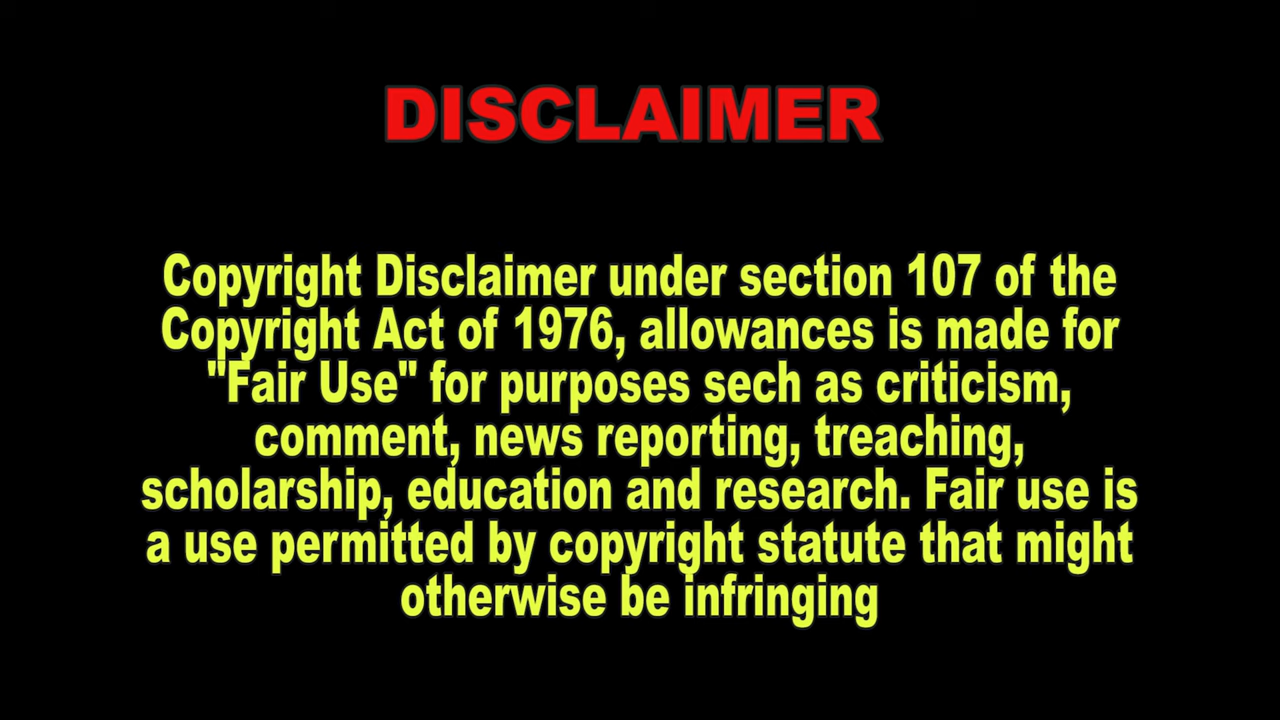 DISCLAIMER
Copyright Disclaimer under section 107 of the
Copyright Act of 1976, allowances is made for
"Fair Use" for purposes sech as criticism,
comment, news reporting, treaching,
scholarship, education and research. Fair use is
a use permitted by copyright statute that might
otherwise be infringing